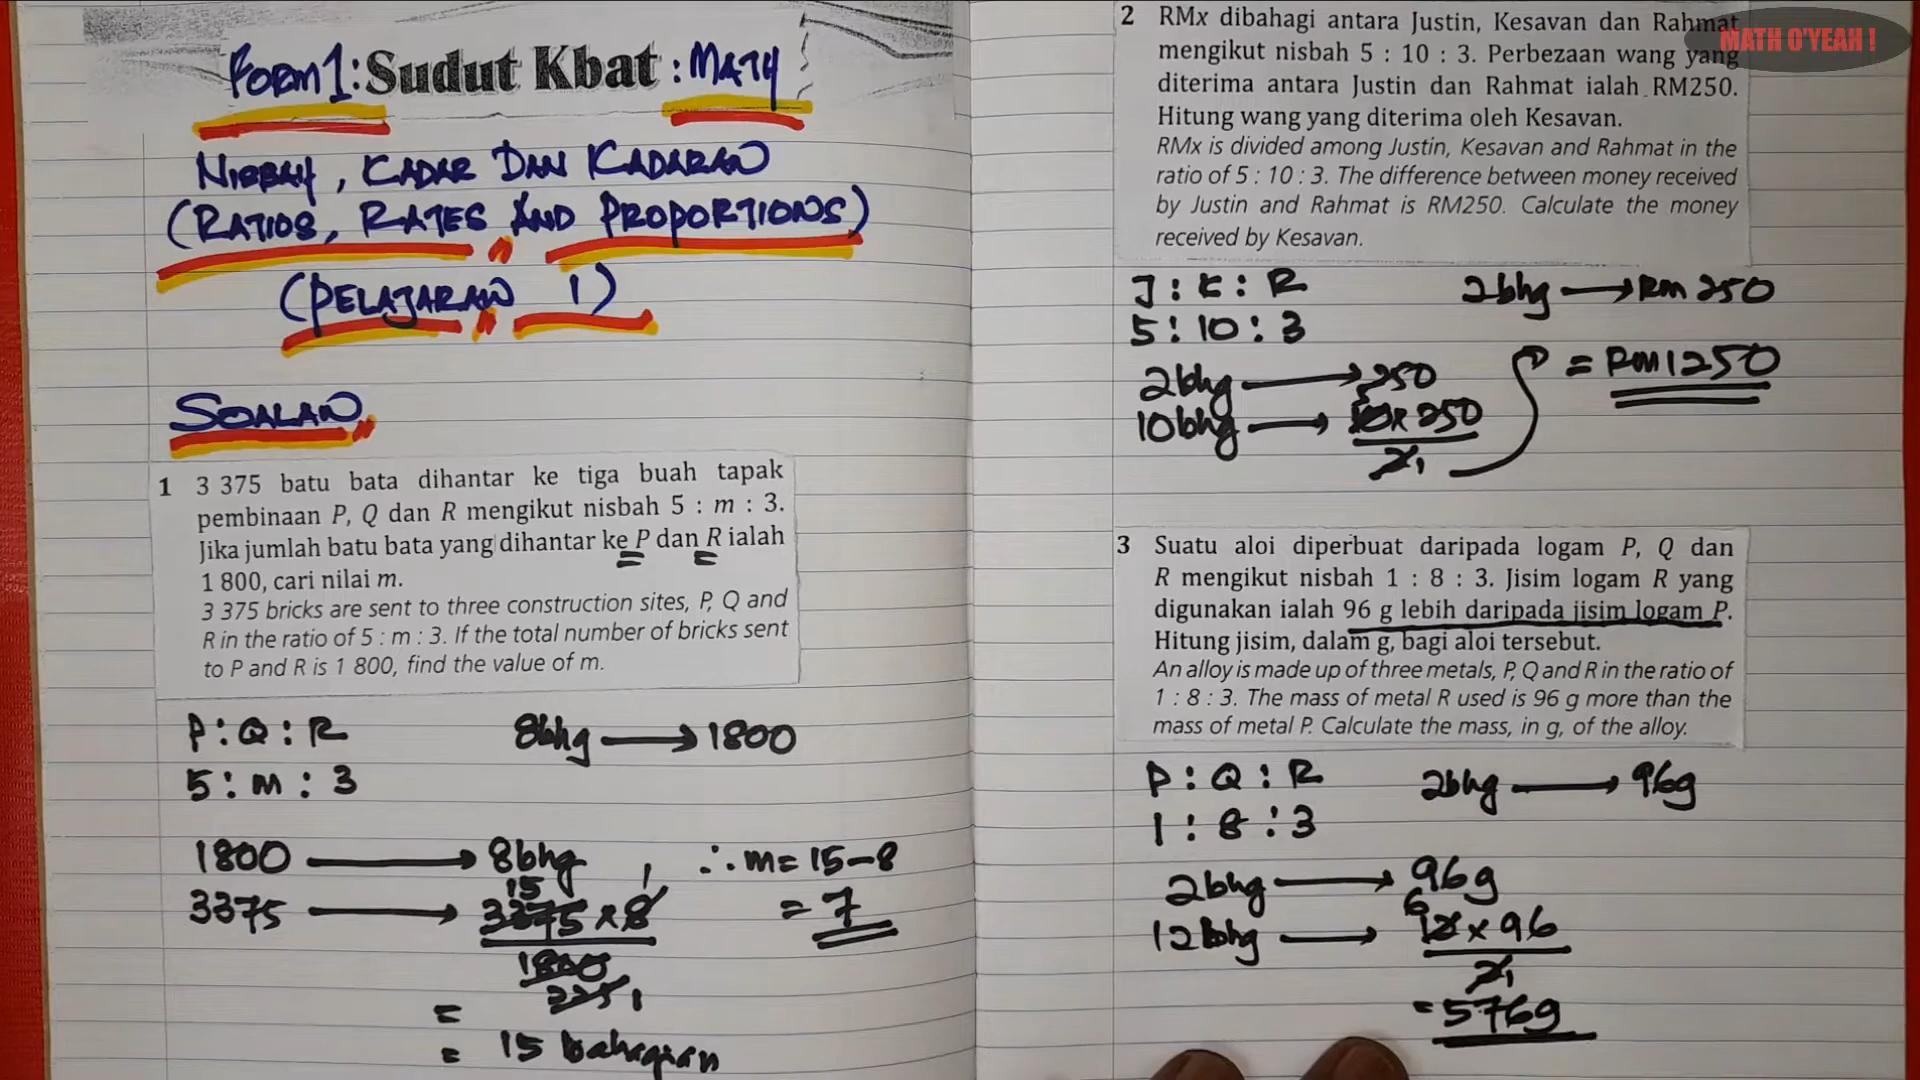 FORM 1: Sudut Kbat : MATH
NISBAH, KADAR DAN KADARAN
(RATIOS, RATES AND PROPORTIONS)
(PELAJARAN 1)
SOALAN
1 3 375 batu bata dihantar ke tiga buah tapak
pembinaan P, Q dan R mengikut nisbah 5 : m : 3.
Jika jumlah batu bata yang dihantar ke P dan R ialah
1 800, cari nilai m.
3 375 bricks are sent to three construction sites, P, Q and
R in the ratio of 5 : m : 3. If the total number of bricks sent
to P and R is 1 800, find the value of m.
P : Q : R 8bhg → 1800
5 : m : 3
1800 → 8bhg ∴ m = 15 - 8
15 1
3375 → 3375 × 8 = 7
1800
225 1
=
= 15 bahagian
2 RMx dibahagi antara Justin, Kesavan dan Rahmat
mengikut nisbah 5 : 10 : 3. Perbezaan wang yang
diterima antara Justin dan Rahmat ialah RM250.
Hitung wang yang diterima oleh Kesavan.
RMx is divided among Justin, Kesavan and Rahmat in the
ratio of 5 : 10 : 3. The difference between money received
by Justin and Rahmat is RM250. Calculate the money
received by Kesavan.
J : K : R 2bhg → RM 250
5 : 10 : 3
2bhg → 250 = RM1250
5
10bhg → 10 × 250
2 1
3 Suatu aloi diperbuat daripada logam P, Q dan
R mengikut nisbah 1 : 8 : 3. Jisim logam R yang
digunakan ialah 96 g lebih daripada jisim logam P.
Hitung jisim, dalam g, bagi aloi tersebut.
An alloy is made up of three metals, P, Q and R in the ratio of
1 : 8 : 3. The mass of metal R used is 96 g more than the
mass of metal P. Calculate the mass, in g, of the alloy.
P : Q : R 2bhg → 96g
1 : 8 : 3
2bhg → 96g
6
12bhg → 12 × 96
2 1
= 576g
MATH O'YEAH !